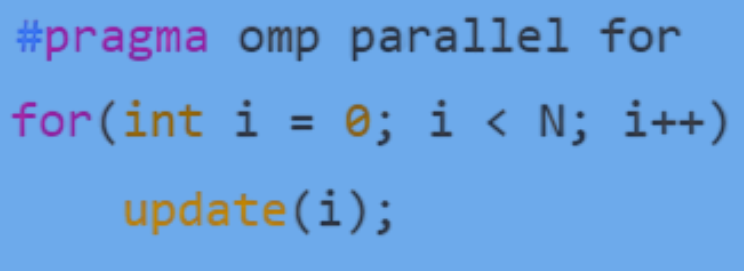 #pragma omp parallel for
for(int i = 0; i < N; i++)
    update(i);